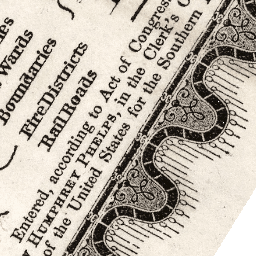 Wards
Boundaries
Fire Districts
Rail Roads
Entered, according to Act of Congress
HUMPHREY PHELPS, in the Clerk's
of the United States for the Southern